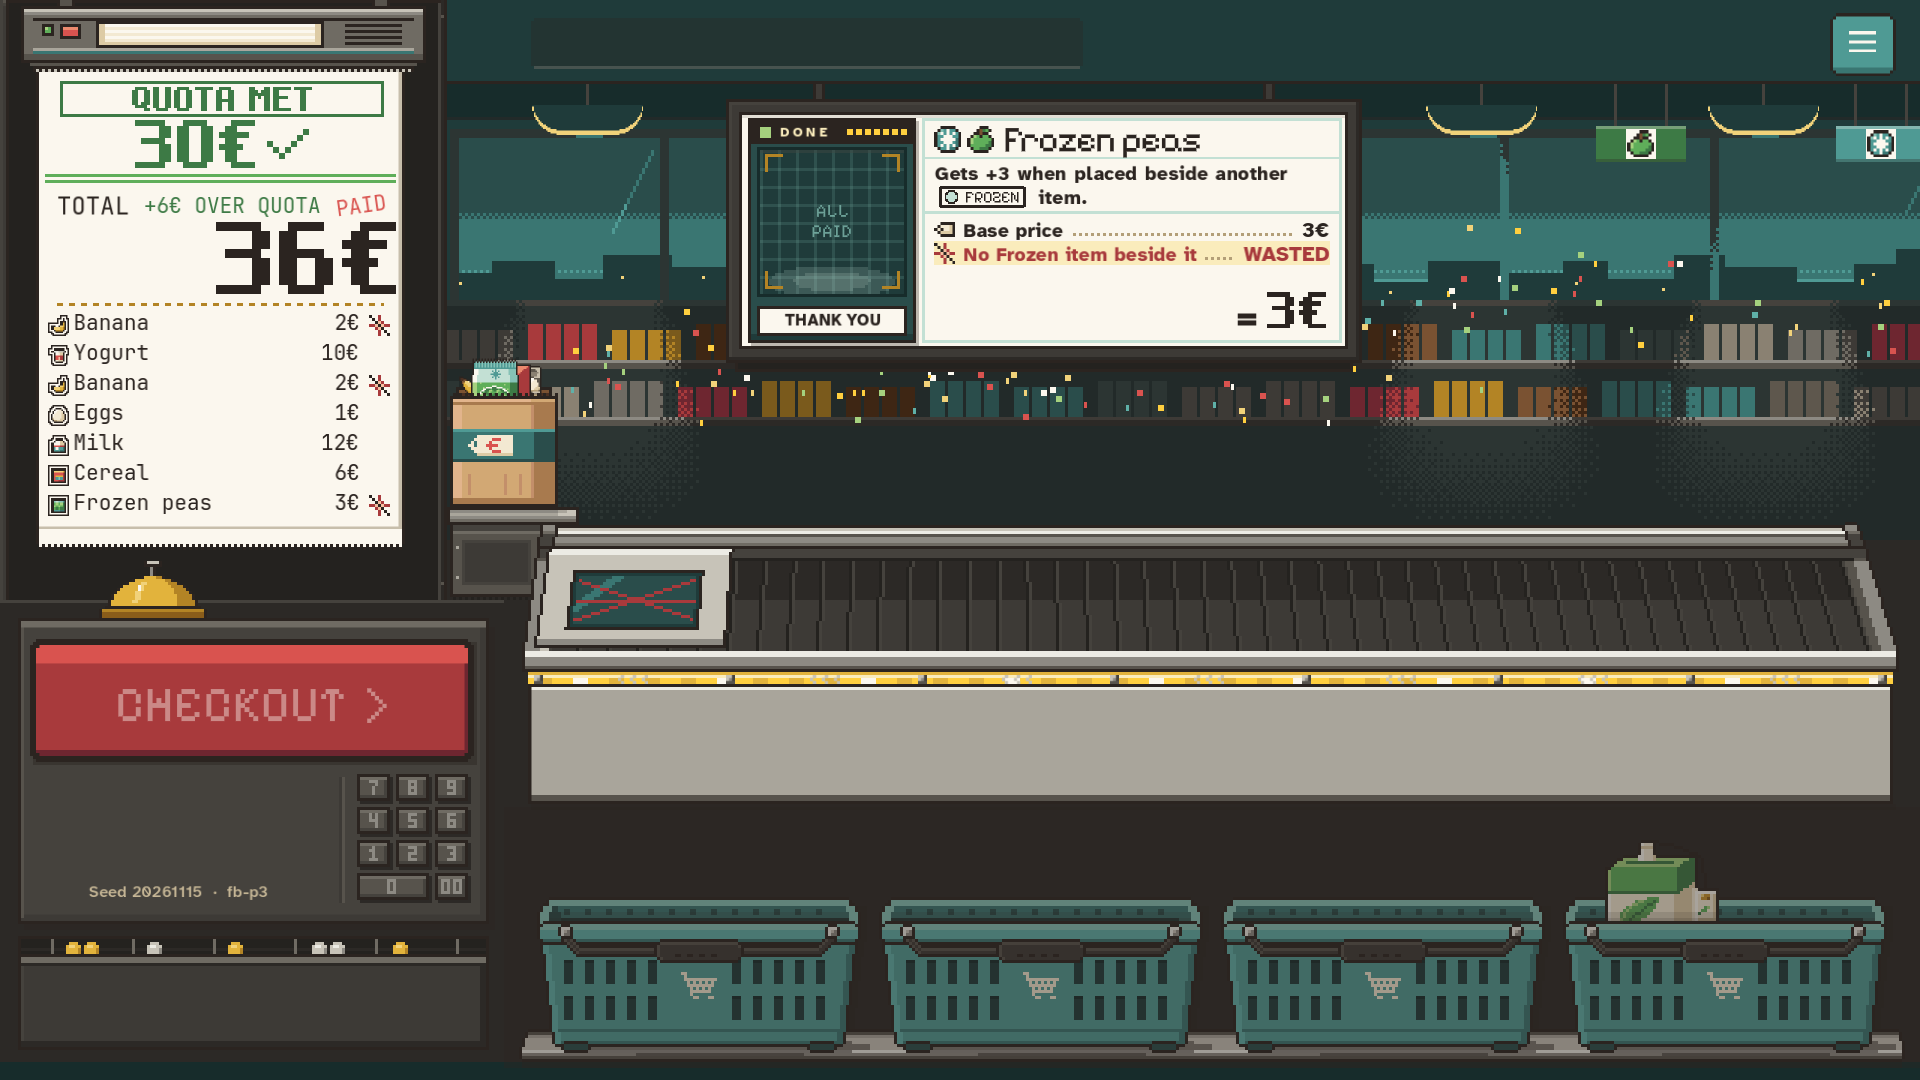 QUOTA MET
30€
TOTAL +6€ OVER QUOTA PAID
36€
Banana 2€
Yogurt 10€
Banana 2€
Eggs 1€
Milk 12€
Cereal 6€
Frozen peas 3€
DONE
ALL
PAID
THANK YOU
Frozen peas
Gets +3 when placed beside another
FROZEN item.
Base price 3€
No Frozen item beside it WASTED
= 3€
€
CHECKOUT >
7 8 9
4 5 6
1 2 3
0 00
Seed 20261115 · fb-p3